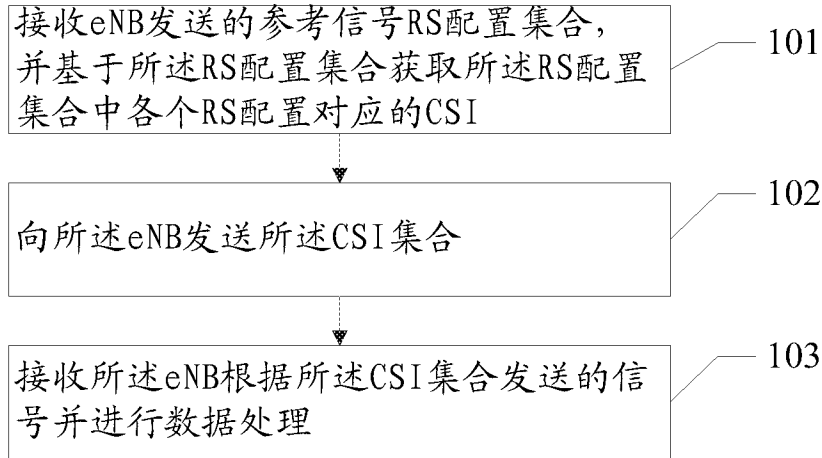 接收eNB发送的参考信号RS配置集合，
并基于所述RS配置集合获取所述RS配置
集合中各个RS配置对应的CSI
101
向所述eNB发送所述CSI集合
102
接收所述eNB根据所述CSI集合发送的信
号并进行数据处理
103